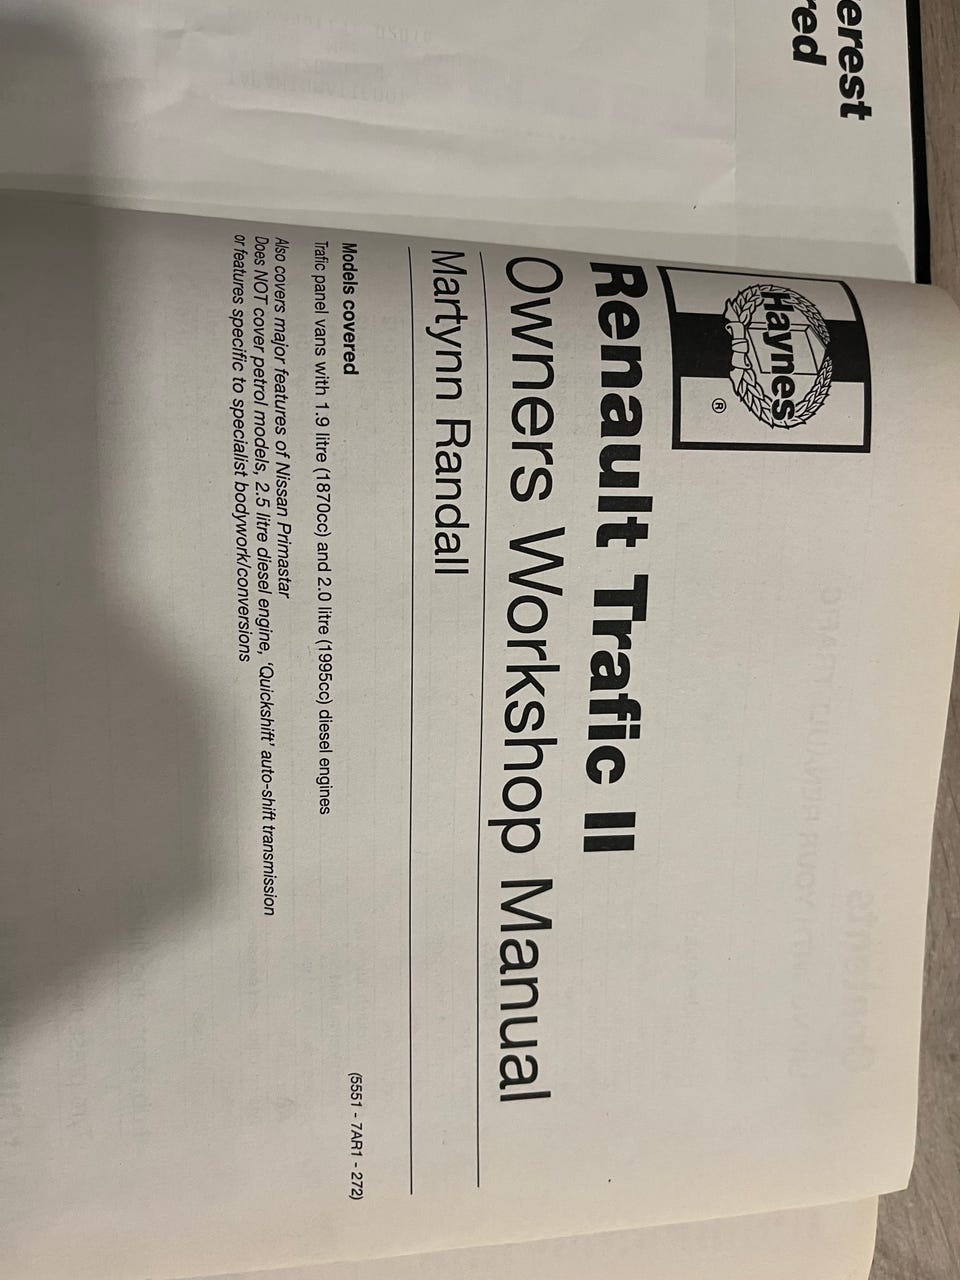 erest
red
Haynes
®
Renault Trafic II
Owners Workshop Manual
Martynn Randall
(5551 - 7AR1 - 272)
Models covered
Trafic panel vans with 1.9 litre (1870cc) and 2.0 litre (1995cc) diesel engines
Also covers major features of Nissan Primastar
Does NOT cover petrol models, 2.5 litre diesel engine, ‘Quickshift’ auto-shift transmission
or features specific to specialist bodywork/conversions